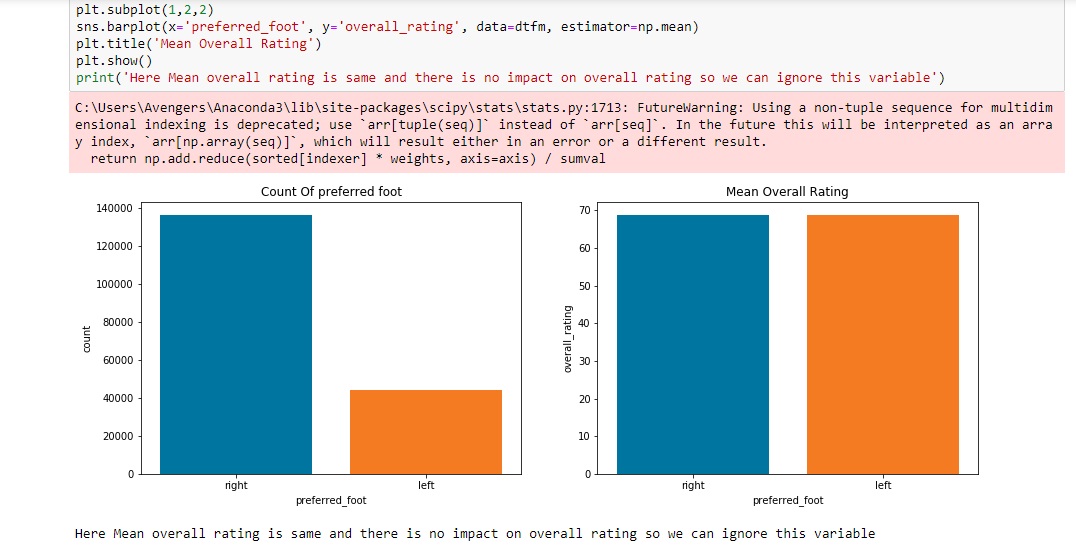 plt.subplot(1,2,2)
sns.barplot(x='preferred_foot', y='overall_rating', data=dtfm, estimator=np.mean)
plt.title('Mean Overall Rating')
plt.show()
print('Here Mean overall rating is same and there is no impact on overall rating so we can ignore this variable')
C:\Users\Avengers\Anaconda3\lib\site-packages\scipy\stats\stats.py:1713: FutureWarning: Using a non-tuple sequence for multidim
ensional indexing is deprecated; use `arr[tuple(seq)]` instead of `arr[seq]`. In the future this will be interpreted as an arra
y index, `arr[np.array(seq)]`, which will result either in an error or a different result.
return np.add.reduce(sorted[indexer] * weights, axis=axis) / sumval
Count Of preferred foot
140000
120000
100000
80000
60000
40000
20000
0
count
right left
preferred_foot
Mean Overall Rating
70
60
50
40
30
20
10
0
overall_rating
right left
preferred_foot
Here Mean overall rating is same and there is no impact on overall rating so we can ignore this variable